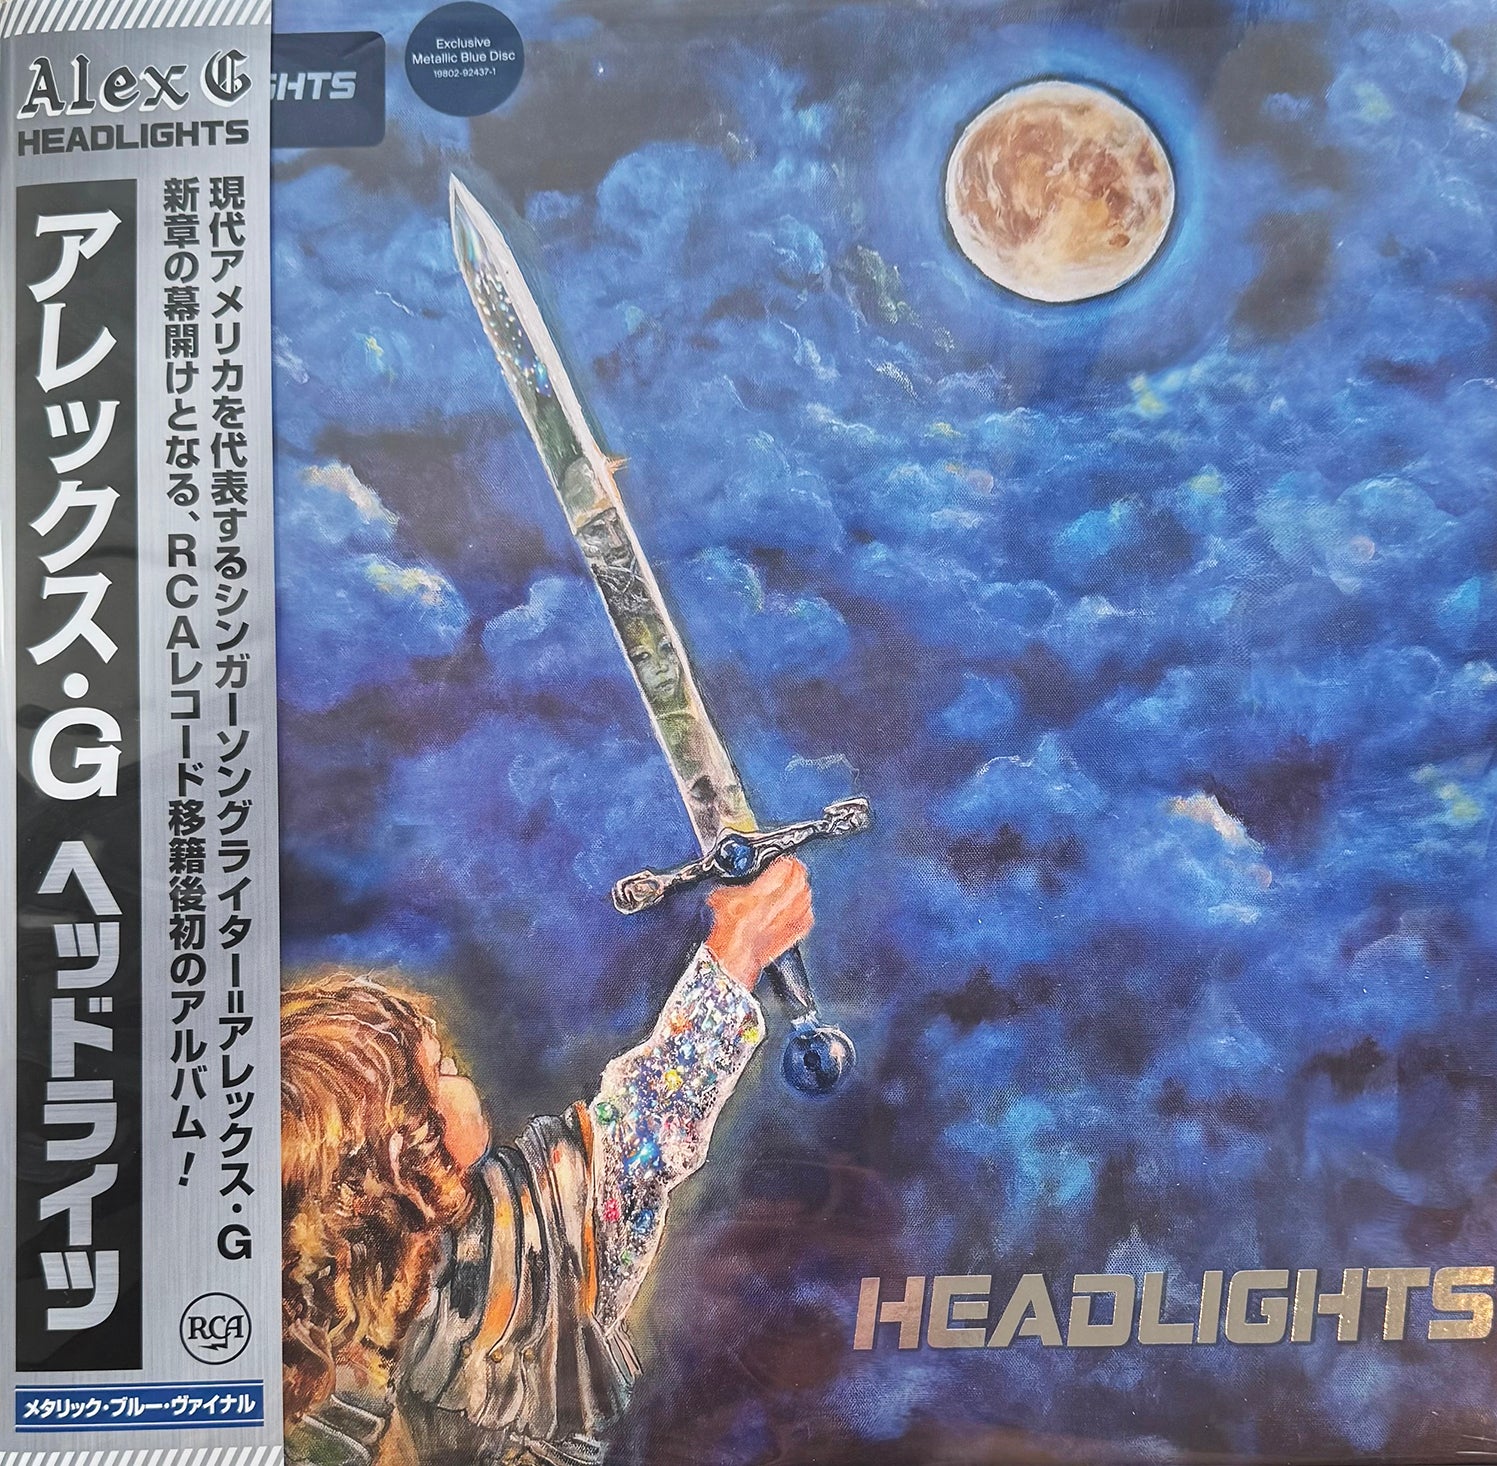 Alex G
HEADLIGHTS
アレックス・G ヘッドライツ
現代アメリカを代表するシンガーソングライター=アレックス・G
新章の幕開けとなる、RCAレコード移籍後初のアルバム!
RCA
メタリック・ブルー・ヴァイナル
GHTS
Exclusive
Metallic Blue Disc
19802-92437-1
HEADLIGHTS